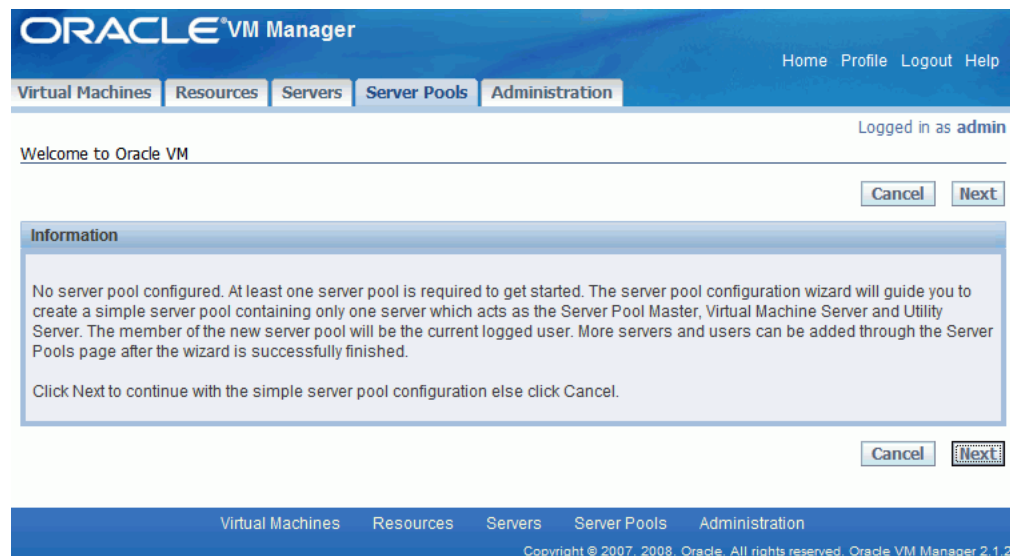 ORACLE VM Manager
Home Profile Logout Help
Virtual Machines Resources Servers Server Pools Administration
Logged in as admin
Welcome to Oracle VM
Cancel Next
Information
No server pool configured. At least one server pool is required to get started. The server pool configuration wizard will guide you to
create a simple server pool containing only one server which acts as the Server Pool Master, Virtual Machine Server and Utility
Server. The member of the new server pool will be the current logged user. More servers and users can be added through the Server
Pools page after the wizard is successfully finished.
Click Next to continue with the simple server pool configuration else click Cancel.
Cancel Next
Virtual Machines Resources Servers Server Pools Administration
Copyright © 2007, 2008, Oracle. All rights reserved. Oracle VM Manager 2.1.2